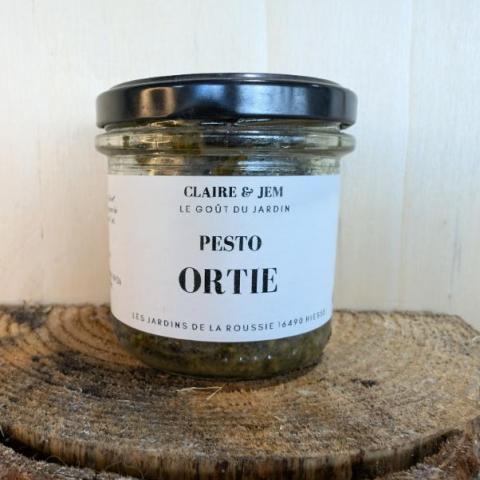 CLAIRE & JEM
LE GOÛT DU JARDIN
PESTO
ORTIE
LES JARDINS DE LA ROUSSIE 16490 HIESSE